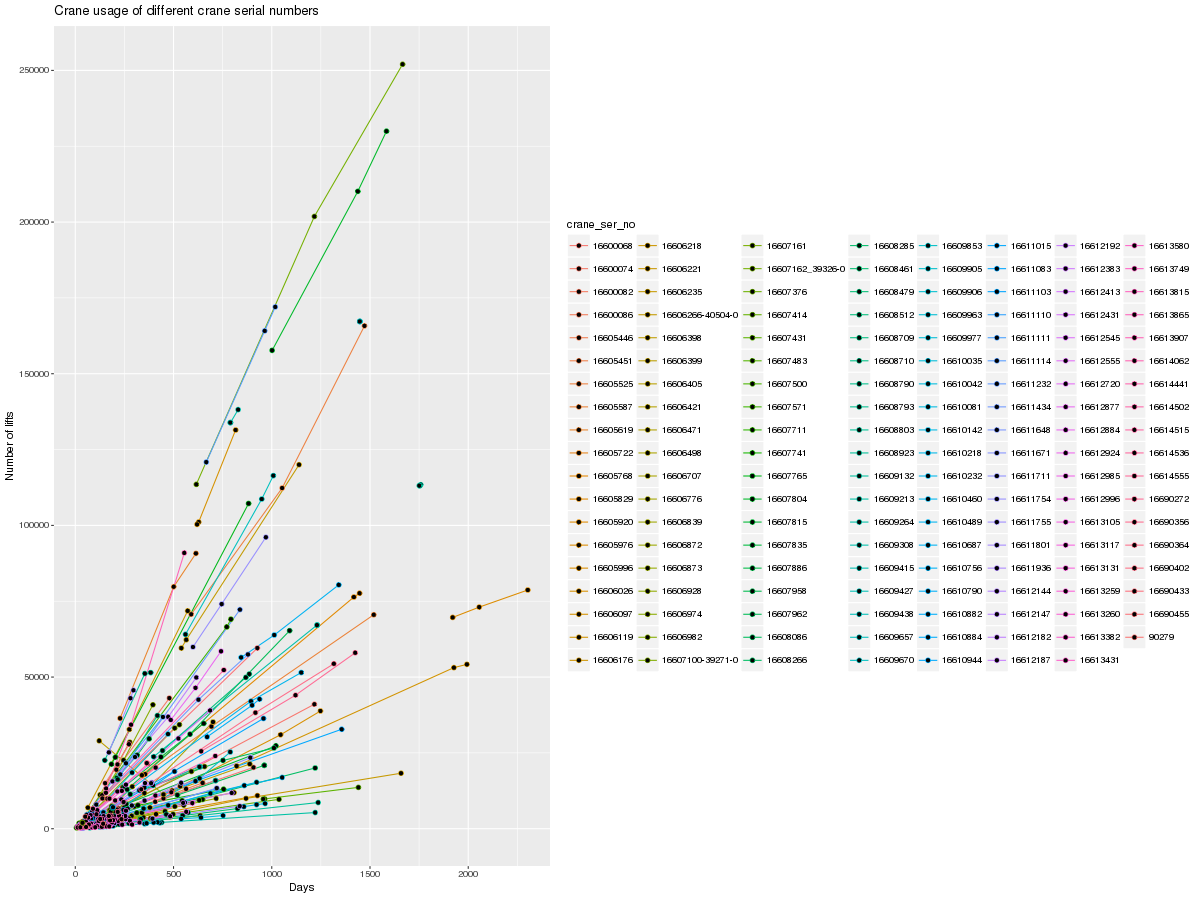 Crane usage of different crane serial numbers
250000
200000
150000
100000
50000
0
Number of lifts
0 500 1000 1500 2000
Days
crane_ser_no
16600068 16606218 16607161 16608285 16609853 16611015 16612192 16613580
16600074 16606221 16607162_39326-0 16608461 16609905 16611083 16612383 16613749
16600082 16606235 16607376 16608479 16609906 16611103 16612413 16613815
16600086 16606266-40504-0 16607414 16608512 16609963 16611110 16612431 16613865
16605446 16606398 16607431 16608709 16609977 16611111 16612545 16613907
16605451 16606399 16607483 16608710 16610035 16611114 16612555 16614062
16605525 16606405 16607500 16608790 16610042 16611232 16612720 16614441
16605587 16606421 16607571 16608793 16610081 16611434 16612877 16614502
16605619 16606471 16607711 16608803 16610142 16611648 16612884 16614515
16605722 16606498 16607741 16608923 16610218 16611671 16612924 16614536
16605768 16606707 16607765 16609132 16610232 16611711 16612985 16614555
16605829 16606776 16607804 16609213 16610460 16611754 16612996 16690272
16605920 16606839 16607815 16609264 16610489 16611755 16613105 16690356
16605976 16606872 16607835 16609308 16610687 16611801 16613117 16690364
16605996 16606873 16607886 16609415 16610756 16611936 16613131 16690402
16606026 16606928 16607958 16609427 16610790 16612144 16613259 16690433
16606097 16606974 16607962 16609438 16610882 16612147 16613260 16690455
16606119 16606982 16608086 16609657 16610884 16612182 16613382 90279
16606176 16607100-39271-0 16608266 16609670 16610944 16612187 16613431